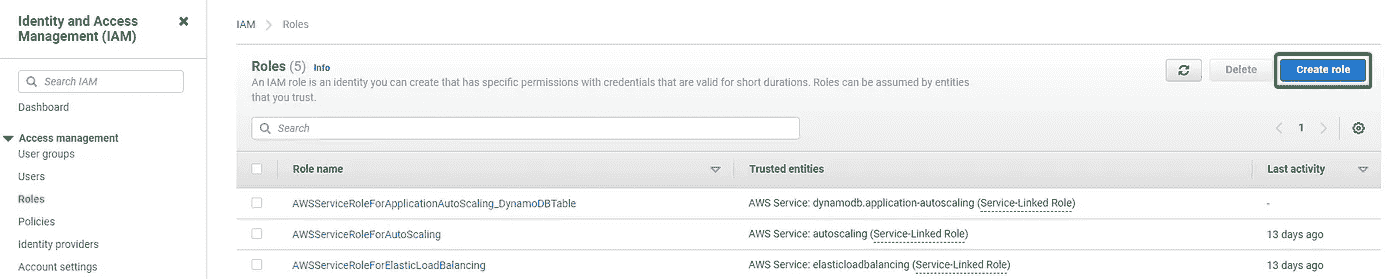 Identity and Access
Management (IAM)
Search IAM
Dashboard
Access management
User groups
Users
Roles
Policies
Identity providers
Account settings
IAM > Roles
Roles (5) Info
An IAM role is an identity you can create that has specific permissions with credentials that are valid for short durations. Roles can be assumed by entities
that you trust.
Delete
Create role
Search
1
Role name Trusted entities Last activity
AWSServiceRoleForApplicationAutoScaling_DynamoDBTable AWS Service: dynamodb.application-autoscaling (Service-Linked Role) -
AWSServiceRoleForAutoScaling AWS Service: autoscaling (Service-Linked Role) 13 days ago
AWSServiceRoleForElasticLoadBalancing AWS Service: elasticloadbalancing (Service-Linked Role) 13 days ago